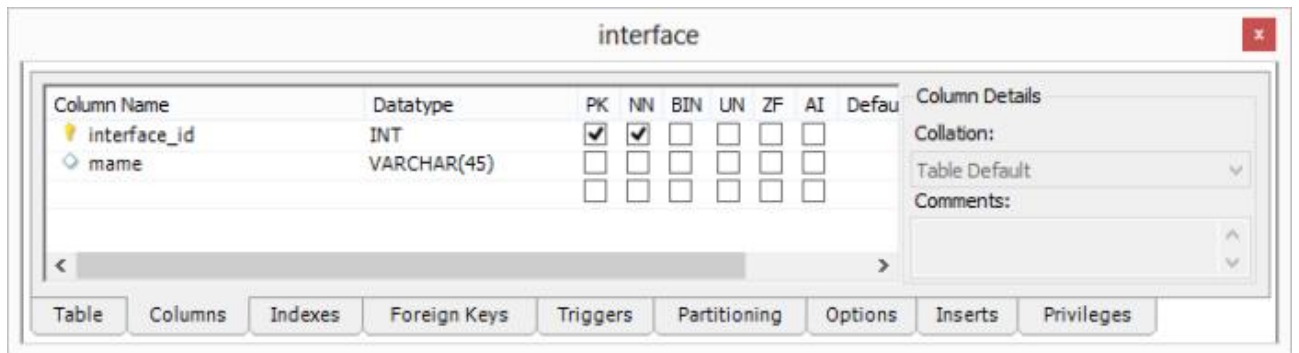 interface
x
Column Name Datatype PK NN BIN UN ZF AI Defau
interface_id INT
mame VARCHAR(45)
Column Details
Collation:
Table Default
Comments:
Table Columns Indexes Foreign Keys Triggers Partitioning Options Inserts Privileges